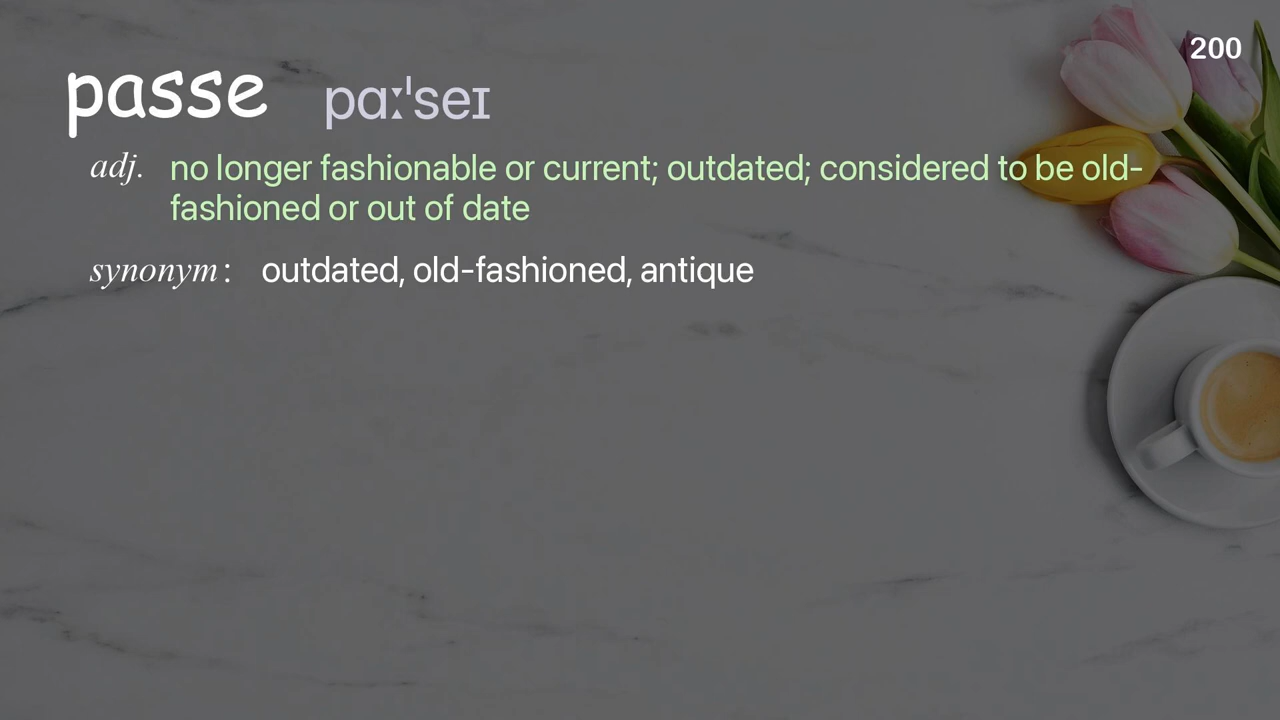 200
passe pɑːˈseɪ
adj. no longer fashionable or current; outdated; considered to be old-
fashioned or out of date
synonym: outdated, old-fashioned, antique